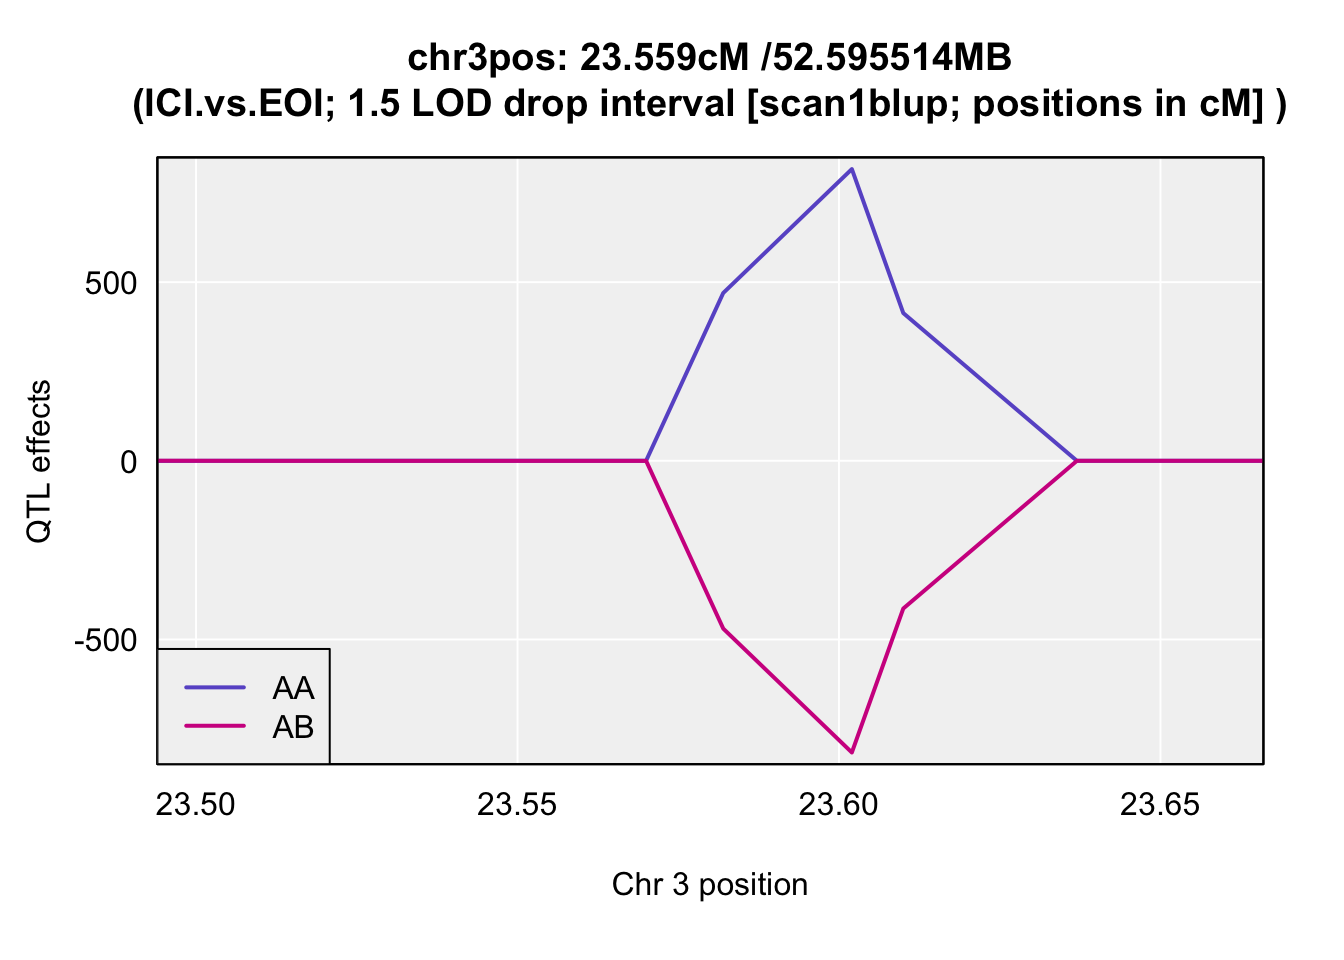 chr3pos: 23.559cM /52.595514MB
(ICI.vs.EOI; 1.5 LOD drop interval [scan1blup; positions in cM] )
QTL effects
500
0
-500
AA
AB
23.50 23.55 23.60 23.65
Chr 3 position